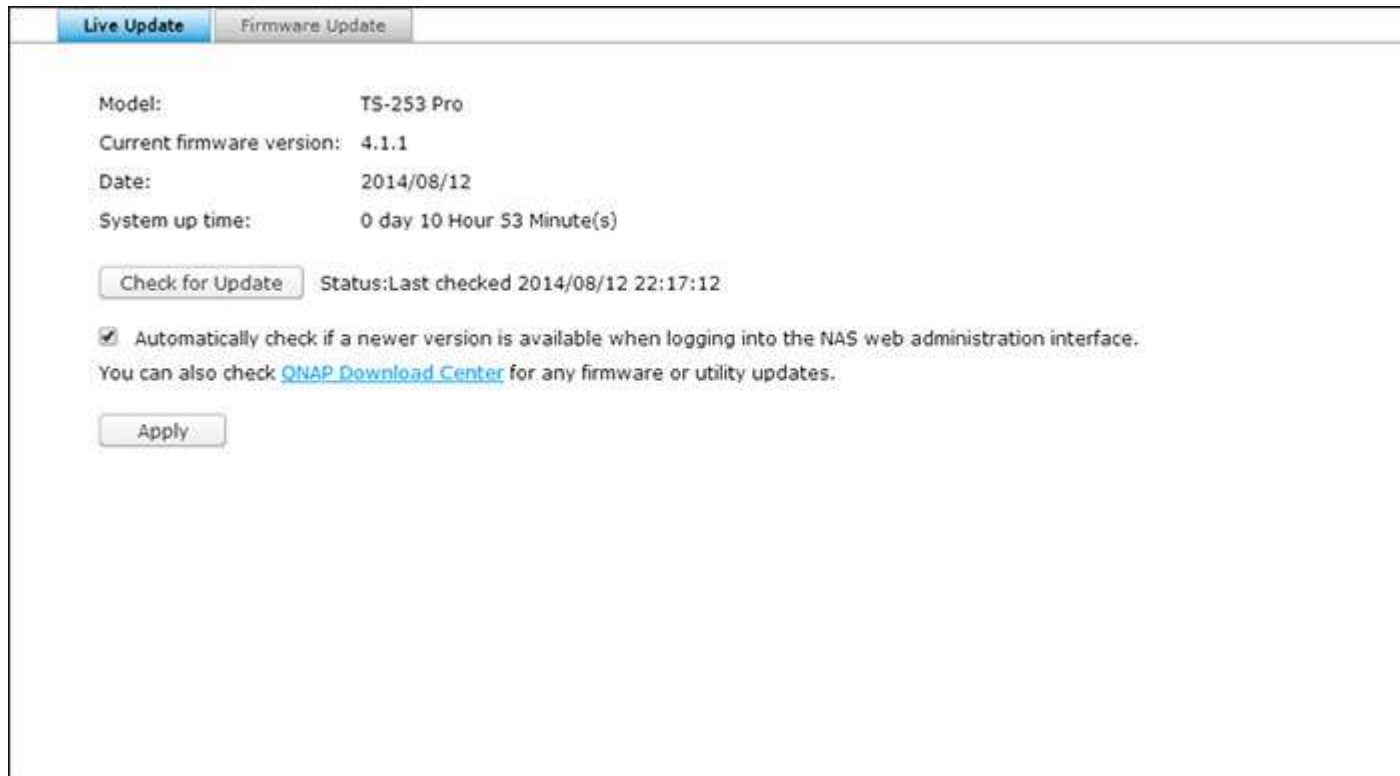 Live Update Firmware Update
Model: TS-253 Pro
Current firmware version: 4.1.1
Date: 2014/08/12
System up time: 0 day 10 Hour 53 Minute(s)
Check for Update Status:Last checked 2014/08/12 22:17:12
Automatically check if a newer version is available when logging into the NAS web administration interface.
You can also check QNAP Download Center for any firmware or utility updates.
Apply